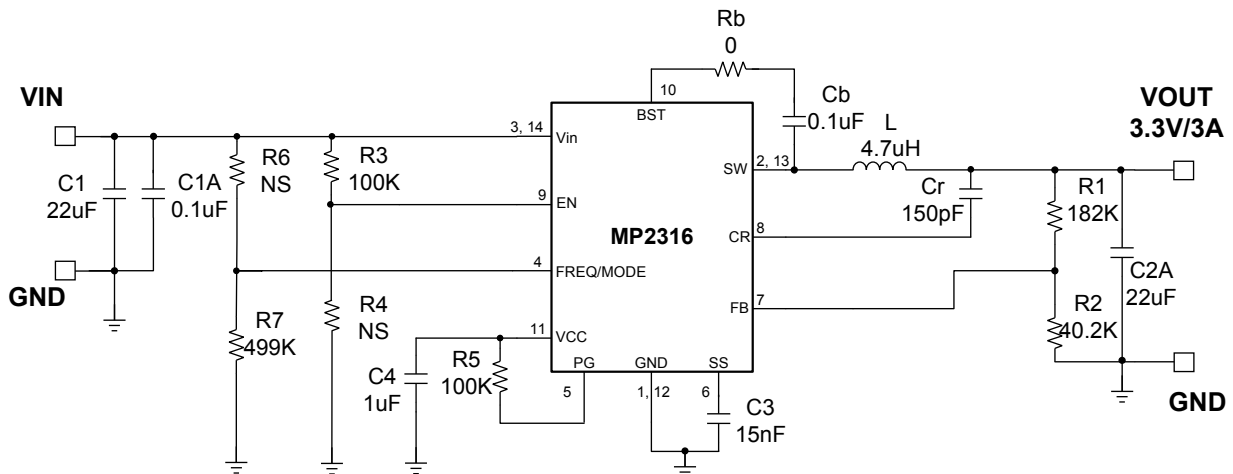 Rb
0
10
BST
Cb
0.1uF
VIN
3, 14
Vin
R6
NS
R3
100K
C1
22uF
C1A
0.1uF
SW
2, 13
L
4.7uH
VOUT
3.3V/3A
Cr
150pF
R1
182K
9
EN
MP2316
CR
8
4
FREQ/MODE
GND
R7
499K
R4
NS
FB
7
R2
40.2K
C2A
22uF
11
VCC
R5
100K
C4
1uF
PG
5
GND
1, 12
SS
6
C3
15nF
GND